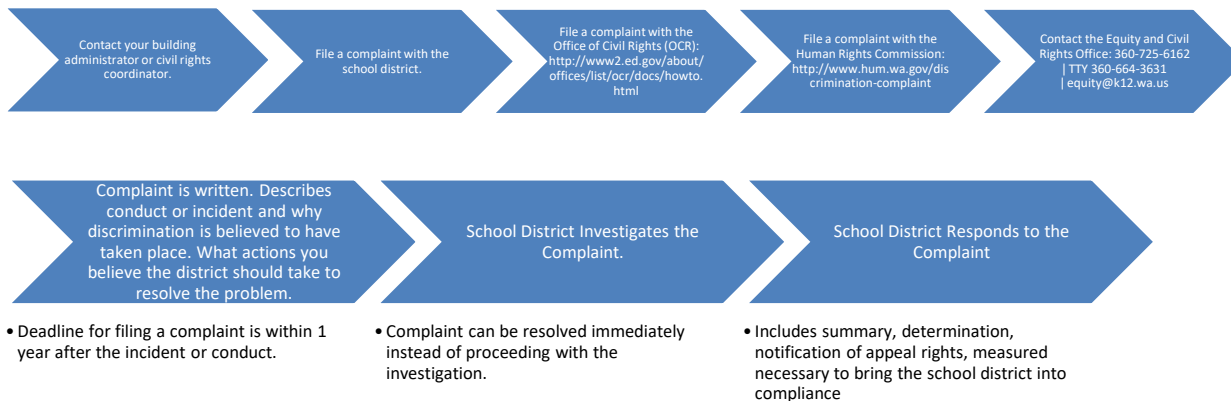 Contact your building
administrator or civil rights
coordinator.
File a complaint with the
school district.
File a complaint with the
Office of Civil Rights (OCR):
http://www2.ed.gov/about/
offices/list/ocr/docs/howto.
html
File a complaint with the
Human Rights Commission:
http://www.hum.wa.gov/dis
crimination-complaint
Contact the Equity and Civil
Rights Office: 360-725-6162
| TTY 360-664-3631
| equity@k12.wa.us
Complaint is written. Describes
conduct or incident and why
discrimination is believed to have
taken place. What actions you
believe the district should take to
resolve the problem.
School District Investigates the
Complaint.
School District Responds to the
Complaint
• Deadline for filing a complaint is within 1
year after the incident or conduct.
• Complaint can be resolved immediately
instead of proceeding with the
investigation.
• Includes summary, determination,
notification of appeal rights, measured
necessary to bring the school district into
compliance